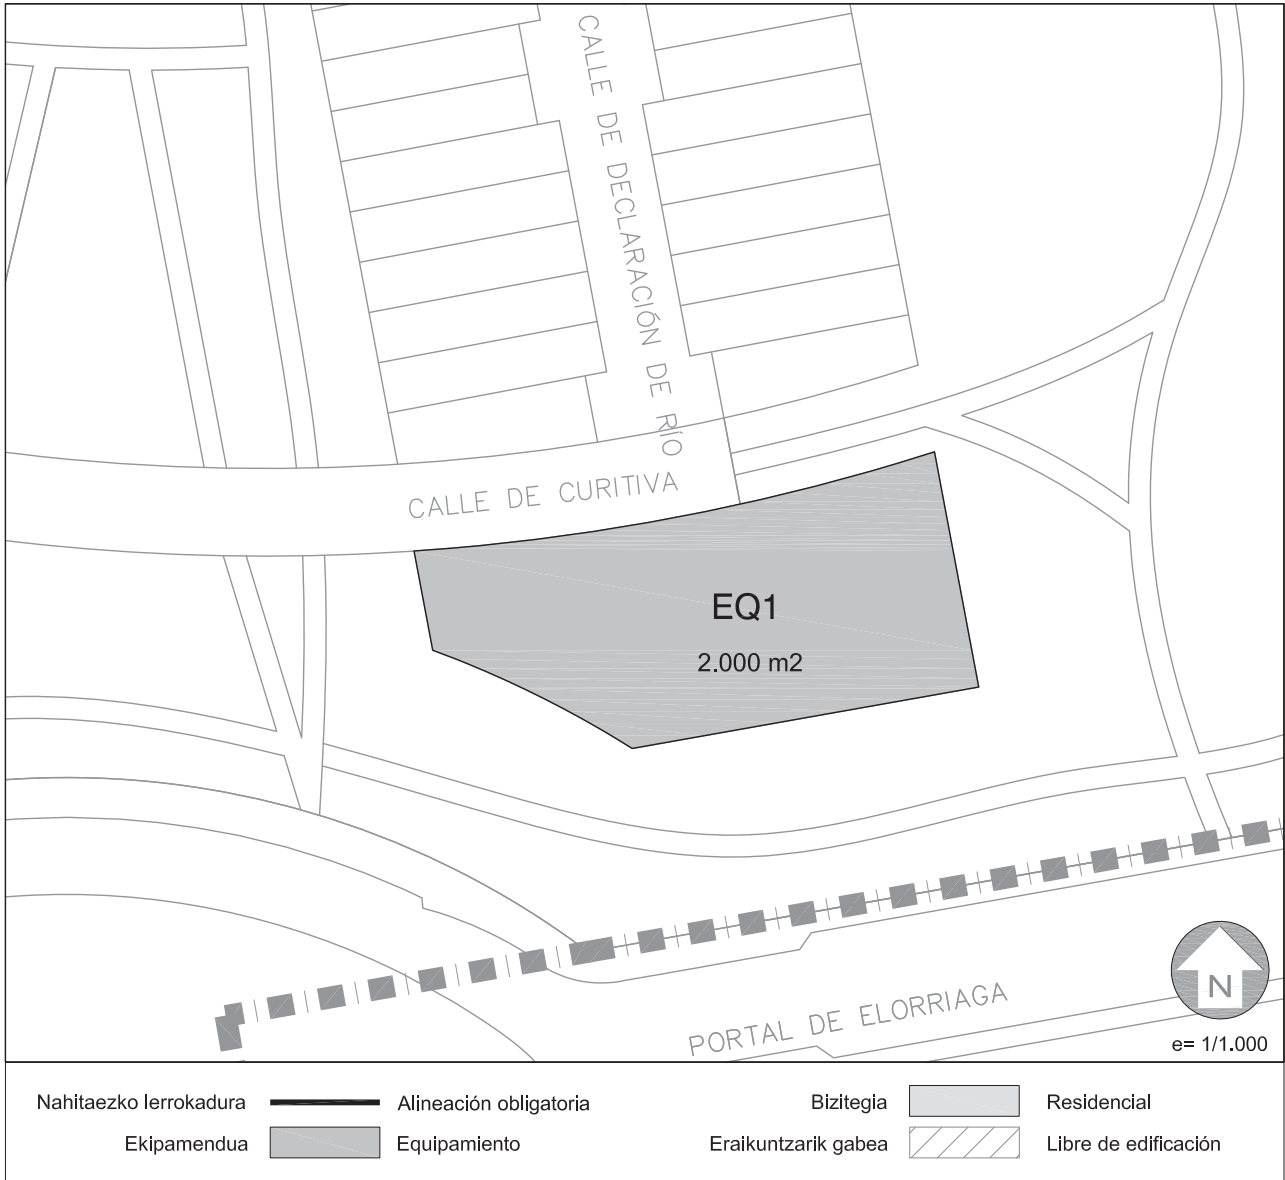 CALLE DE DECLARACIÓN DE RÍO
CALLE DE CURITIVA
EQ1
2.000 m2
PORTAL DE ELORRIAGA
N
e= 1/1.000
Nahitaezko lerrokadura Alineación obligatoria Bizitegia Residencial
Ekipamendua Equipamiento Eraikuntzarik gabea Libre de edificación